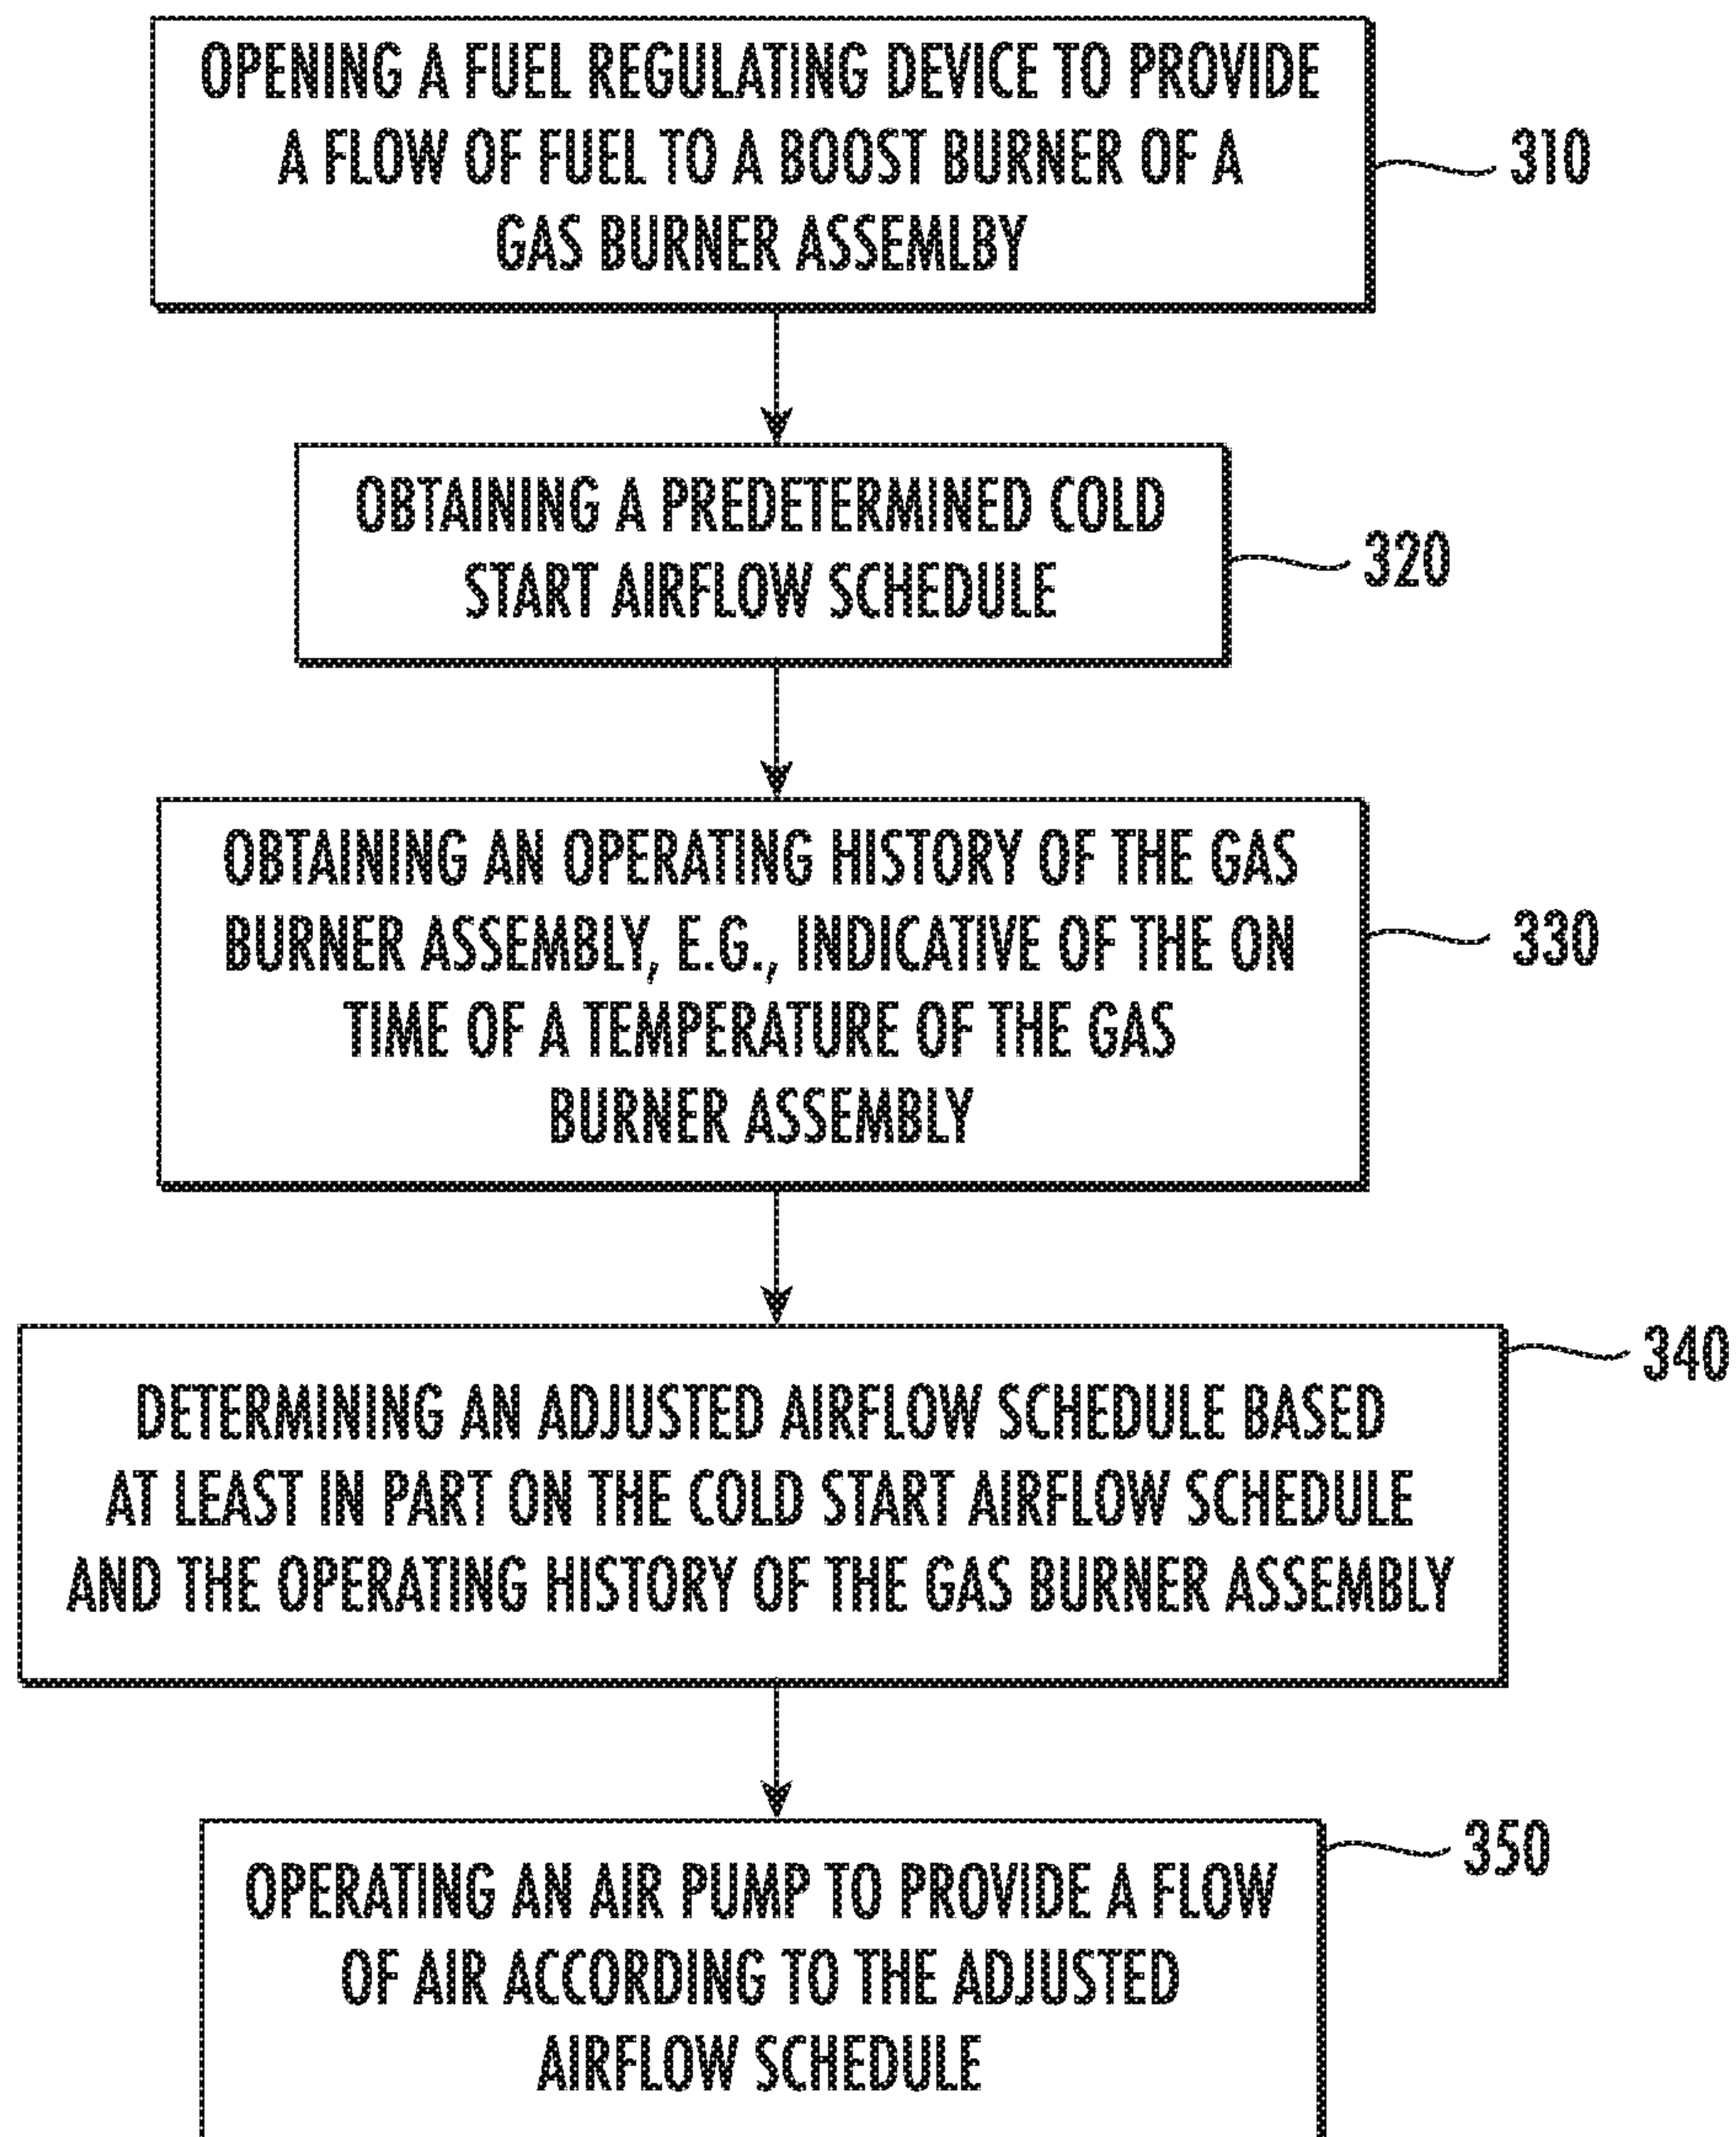 OPENING A FUEL REGULATING DEVICE TO PROVIDE
A FLOW OF FUEL TO A BOOST BURNER OF A
GAS BURNER ASSEMLBY
310
OBTAINING A PREDETERMINED COLD
START AIRFLOW SCHEDULE
320
OBTAINING AN OPERATING HISTORY OF THE GAS
BURNER ASSEMBLY, E.G., INDICATIVE OF THE ON
TIME OF A TEMPERATURE OF THE GAS
BURNER ASSEMBLY
330
DETERMINING AN ADJUSTED AIRFLOW SCHEDULE BASED
AT LEAST IN PART ON THE COLD START AIRFLOW SCHEDULE
AND THE OPERATING HISTORY OF THE GAS BURNER ASSEMBLY
340
OPERATING AN AIR PUMP TO PROVIDE A FLOW
OF AIR ACCORDING TO THE ADJUSTED
AIRFLOW SCHEDULE
350